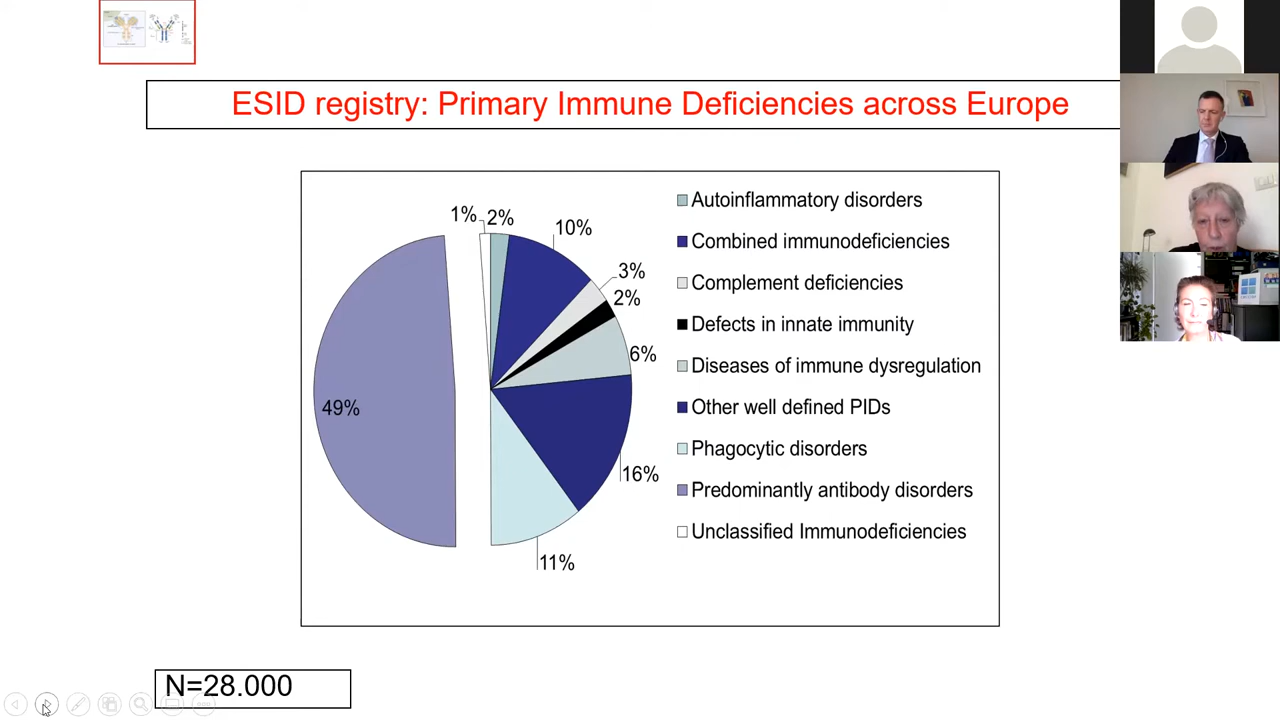 ESID registry: Primary Immune Deficiencies across Europe
1%
2%
10%
3%
2%
6%
49%
16%
11%
Autoinflammatory disorders
Combined immunodeficiencies
Complement deficiencies
Defects in innate immunity
Diseases of immune dysregulation
Other well defined PIDs
Phagocytic disorders
Predominantly antibody disorders
Unclassified Immunodeficiencies
N=28.000